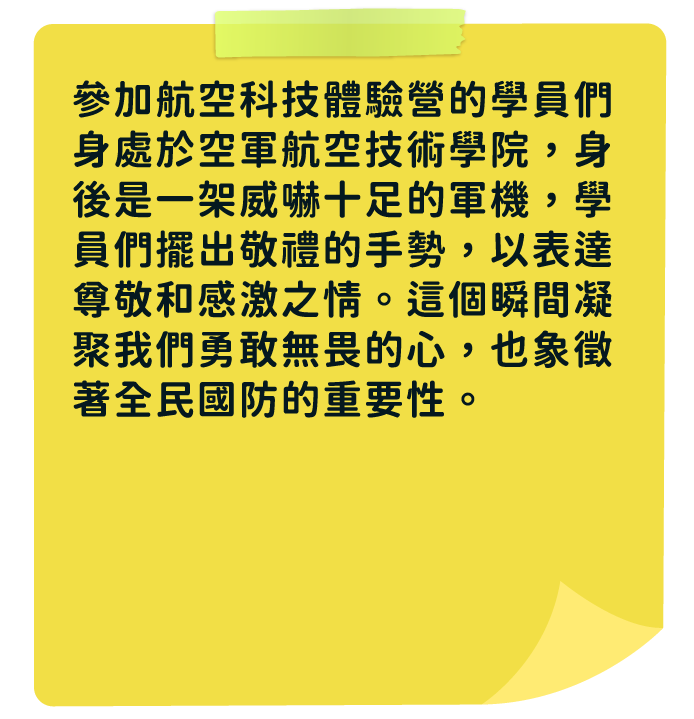 參加航空科技體驗營的學員們
身處於空軍航空技術學院，身
後是一架威嚇十足的軍機，學
員們擺出敬禮的手勢，以表達
尊敬和感激之情。這個瞬間凝
聚我們勇敢無畏的心，也象徵
著全民國防的重要性。